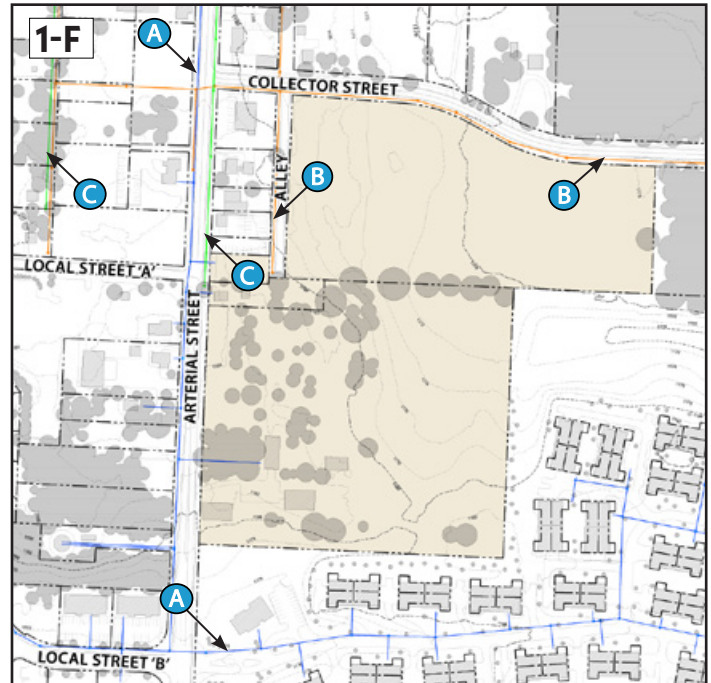 1-F
A
COLLECTOR STREET
C
ALLEY
B
B
LOCAL STREET 'A'
C
ARTERIAL STREET
A
LOCAL STREET 'B'